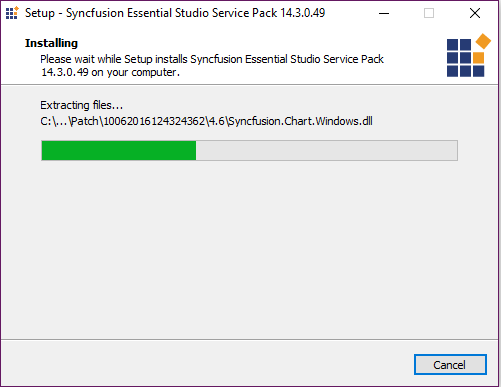 Setup - Syncfusion Essential Studio Service Pack 14.3.0.49
Installing
Please wait while Setup installs Syncfusion Essential Studio Service Pack
14.3.0.49 on your computer.
Extracting files...
C:\...\Patch\10062016124324362\4.6\Syncfusion.Chart.Windows.dll
Cancel